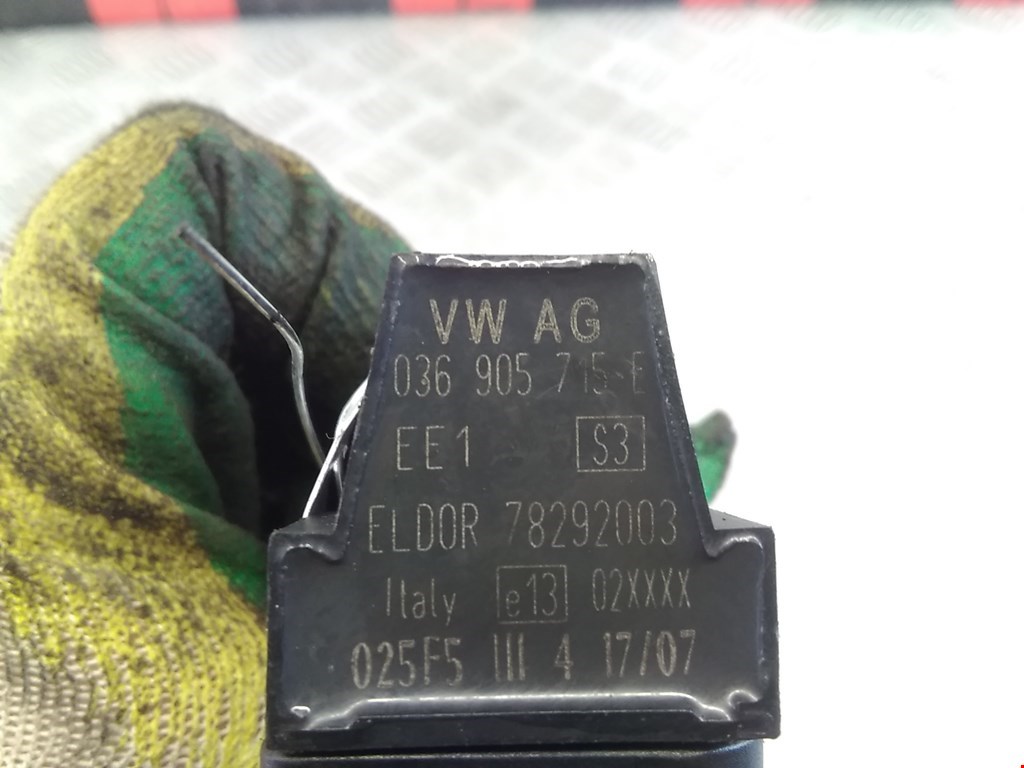 VW AG
036 905 715 E
EE1 S3
ELDOR 78292003
Italy e13 02XXXX
025F5 III 4 17/07